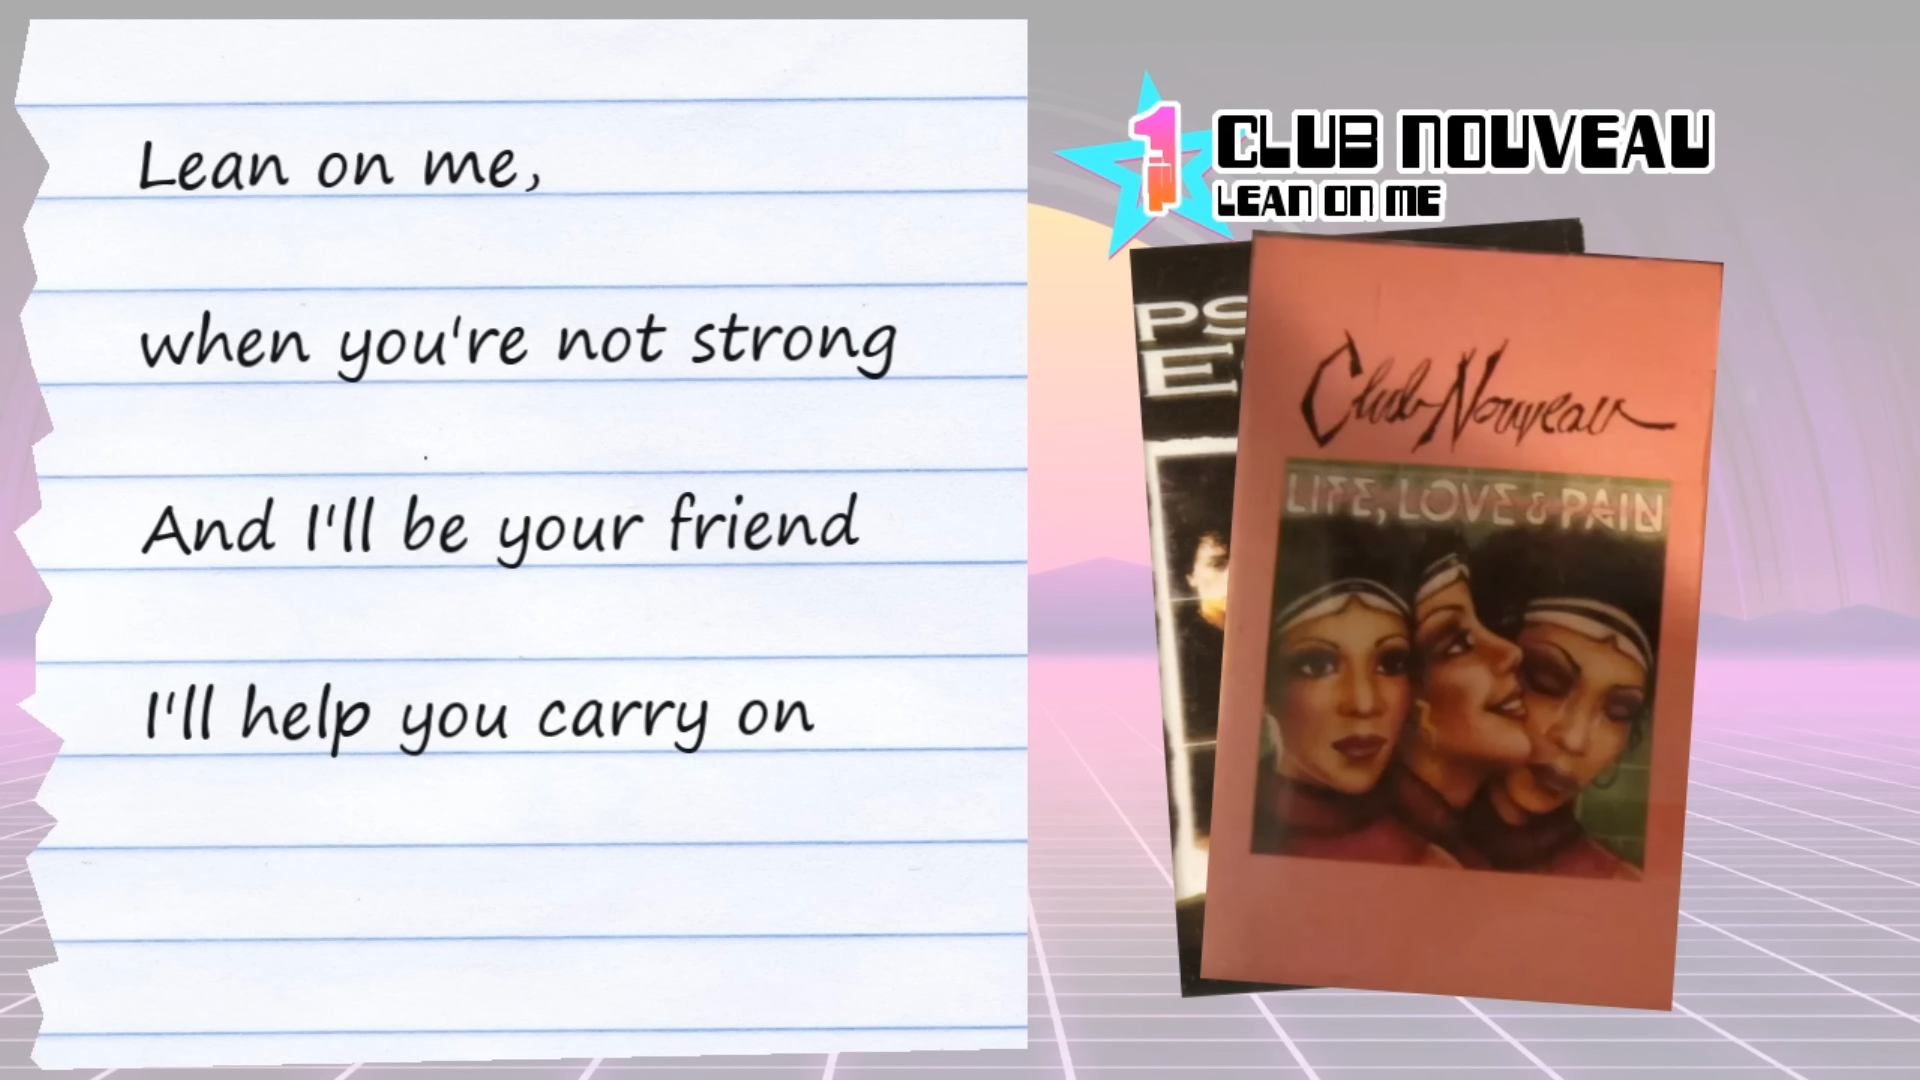 Lean on me,
when you're not strong
And I'll be your friend
I'll help you carry on
1 CLUB NOUVEAU
LEAN ON ME
PS
E
Club Nouveau
LIFE, LOVE & PAIN